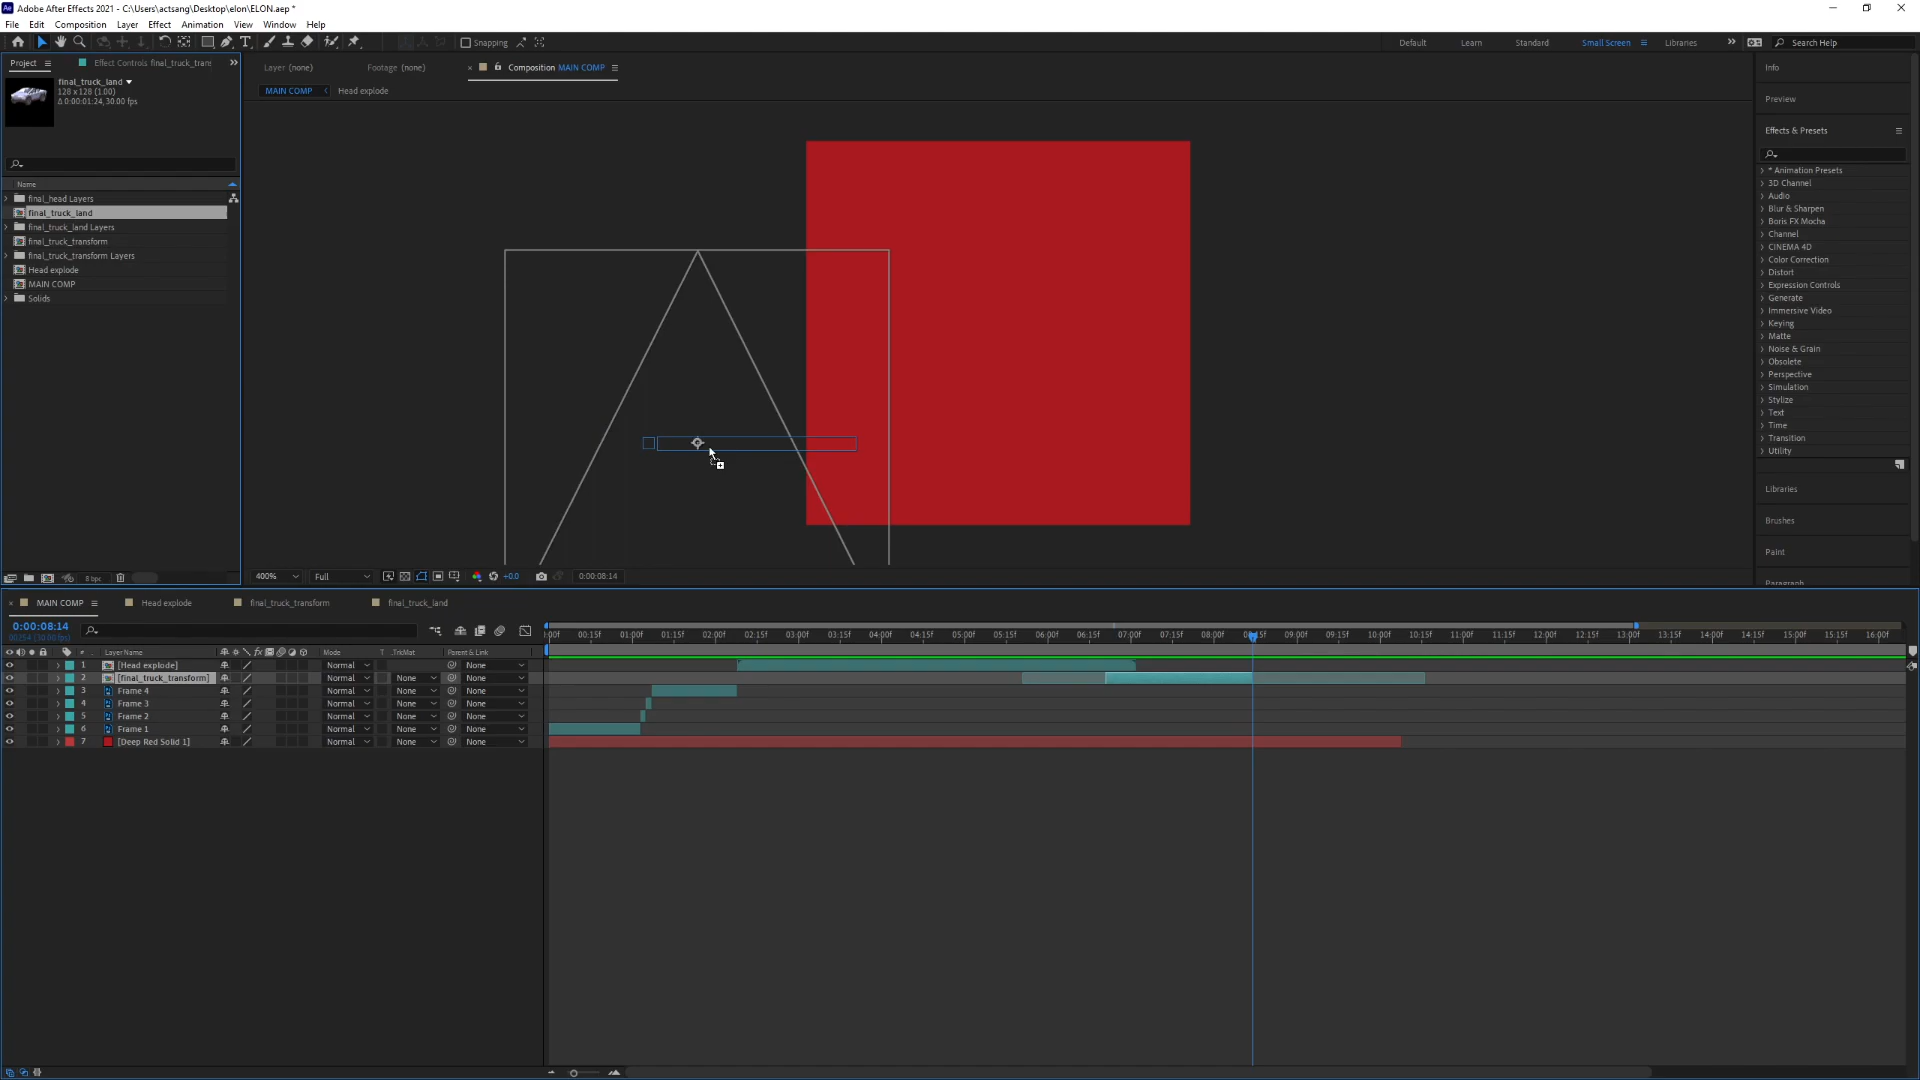 Adobe After Effects 2021 - C:\Users\actsang\Desktop\elon\ELON.aep *
File Edit Composition Layer Effect Animation View Window Help
Snapping
Default Learn Standard Small Screen Libraries Search Help
Project Effect Controls final_truck_tran
Layer (none) Footage (none) Composition MAIN COMP
final_truck_land
128 x 128 (1.00)
Δ 0:00:01:24, 30.00 fps
MAIN COMP Head explode
Name
final_head Layers
final_truck_land
final_truck_land Layers
final_truck_transform
final_truck_transform Layers
Head explode
MAIN COMP
Solids
Info
Preview
Effects & Presets
* Animation Presets
3D Channel
Audio
Blur & Sharpen
Boris FX Mocha
Channel
CINEMA 4D
Color Correction
Distort
Expression Controls
Generate
Immersive Video
Keying
Matte
Noise & Grain
Obsolete
Perspective
Simulation
Stylize
Text
Time
Transition
Utility
Libraries
Brushes
Paint
Paragraph
8 bpc
400% Full +0.0 0:00:08:14
MAIN COMP Head explode final_truck_transform final_truck_land
0:00:08:14
00254 (30.00 fps)
:00f 00:15f 01:00f 01:15f 02:00f 02:15f 03:00f 03:15f 04:00f 04:15f 05:00f 05:15f 06:00f 06:15f 07:00f 07:15f 08:00f 08:15f 09:00f 09:15f 10:00f 10:15f 11:00f 11:15f 12:00f 12:15f 13:00f 13:15f 14:00f 14:15f 15:00f 15:15f 16:00f
# Layer Name Mode T .TrkMat Parent & Link
1 [Head explode] Normal None
2 [final_truck_transform] Normal None None
3 Frame 4 Normal None None
4 Frame 3 Normal None None
5 Frame 2 Normal None None
6 Frame 1 Normal None None
7 [Deep Red Solid 1] Normal None None